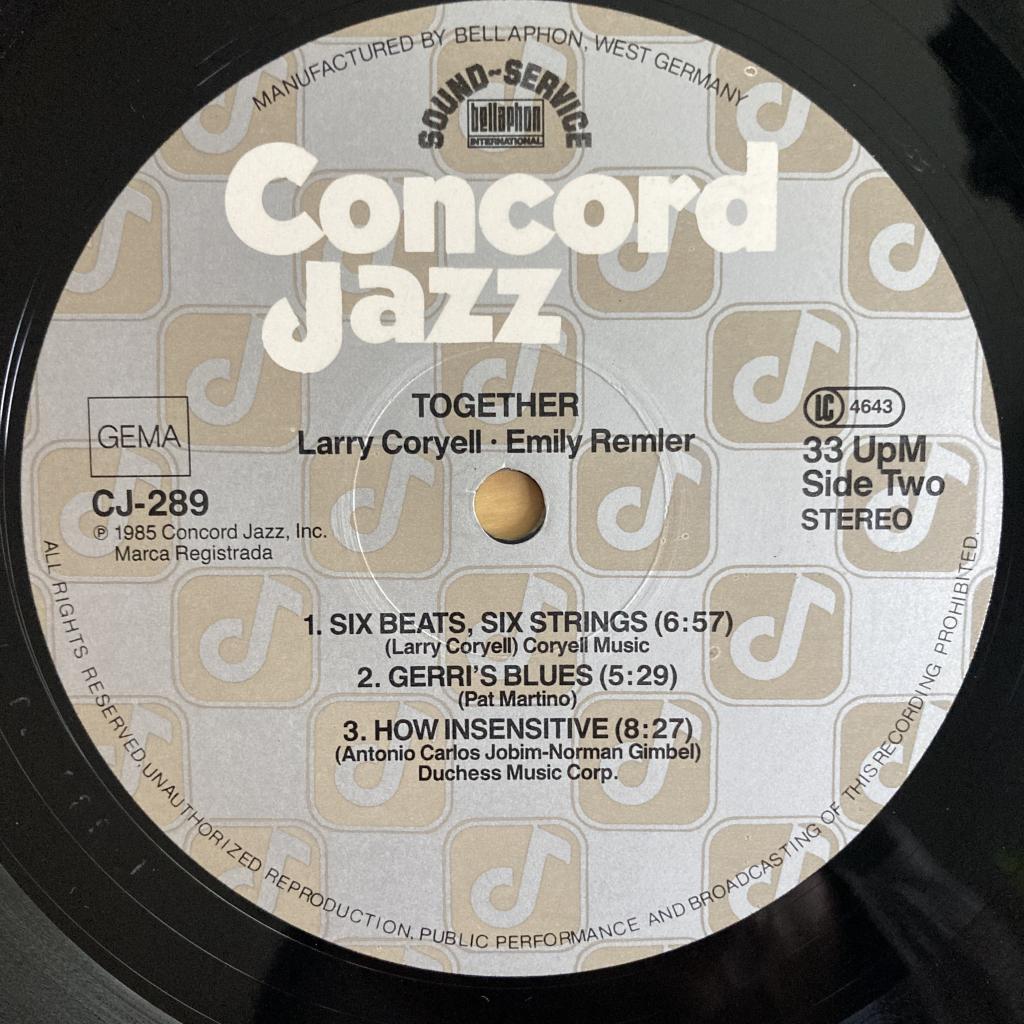 MANUFACTURED BY BELLAPHON, WEST GERMANY
SOUND-SERVICE
bellaphon
INTERNATIONAL
Concord
Jazz
TOGETHER
Larry Coryell · Emily Remler
GEMA
CJ-289
℗ 1985 Concord Jazz, Inc.
Marca Registrada
LC 4643
33 UpM
Side Two
STEREO
1. SIX BEATS, SIX STRINGS (6:57)
(Larry Coryell) Coryell Music
2. GERRI'S BLUES (5:29)
(Pat Martino)
3. HOW INSENSITIVE (8:27)
(Antonio Carlos Jobim-Norman Gimbel)
Duchess Music Corp.
ALL RIGHTS RESERVED. UNAUTHORIZED REPRODUCTION, PUBLIC PERFORMANCE AND BROADCASTING OF THIS RECORDING PROHIBITED.